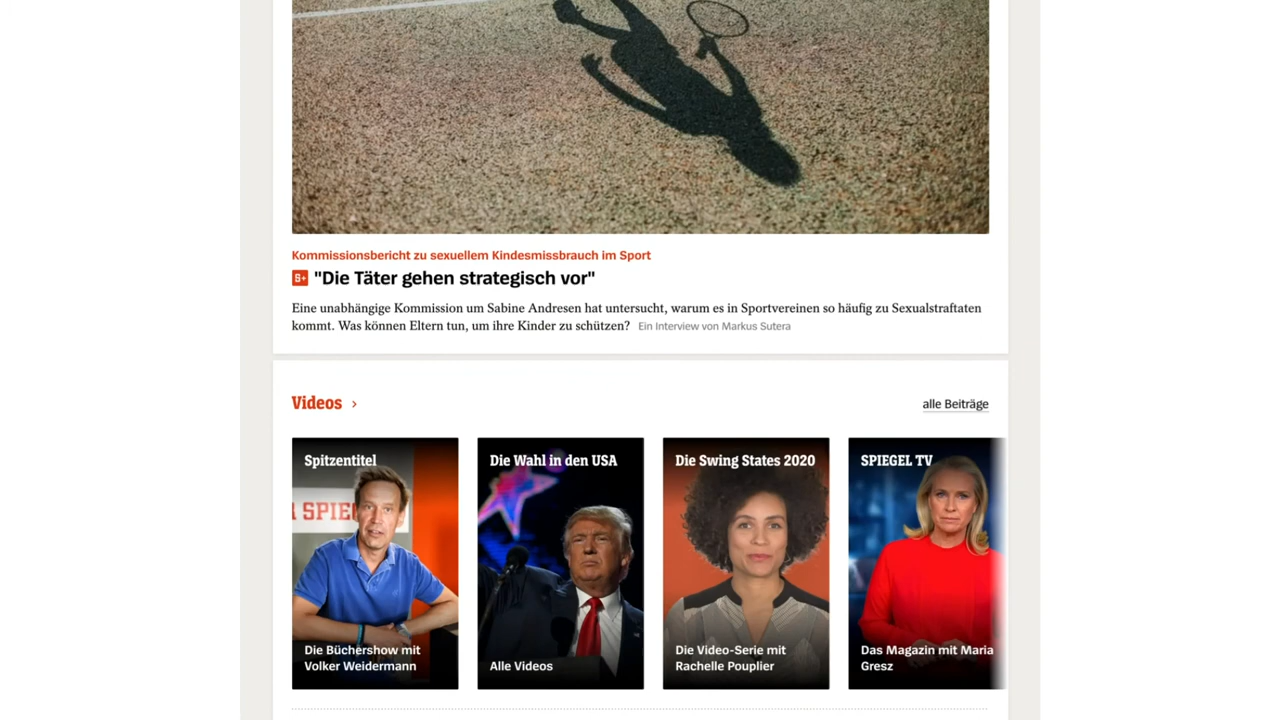 Kommissionsbericht zu sexuellem Kindesmissbrauch im Sport
S+ "Die Täter gehen strategisch vor"
Eine unabhängige Kommission um Sabine Andresen hat untersucht, warum es in Sportvereinen so häufig zu Sexualstraftaten
kommt. Was können Eltern tun, um ihre Kinder zu schützen? Ein Interview von Markus Sutera
Videos >
alle Beiträge
Spitzentitel
R SPIE
Die Büchershow mit
Volker Weidermann
Die Wahl in den USA
Alle Videos
Die Swing States 2020
Die Video-Serie mit
Rachelle Pouplier
SPIEGEL TV
Das Magazin mit Maria
Gresz